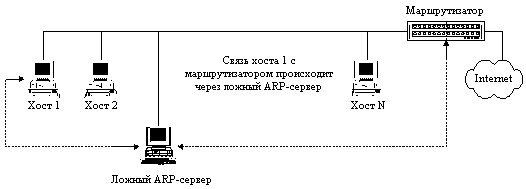 Маршрутизатор
Связь хоста 1 с
маршрутизатором происходит
через ложный ARP-сервер
Internet
Хост 1
Хост 2
Хост N
Ложный ARP-сервер